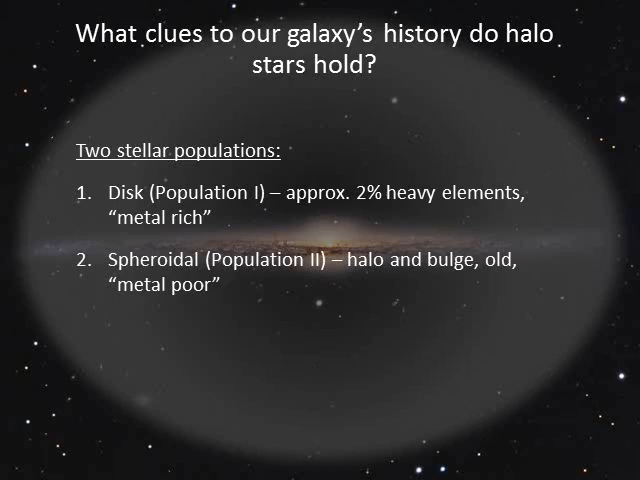 What clues to our galaxy’s history do halo
stars hold?
Two stellar populations:
1. Disk (Population I) – approx. 2% heavy elements,
“metal rich”
2. Spheroidal (Population II) – halo and bulge, old,
“metal poor”